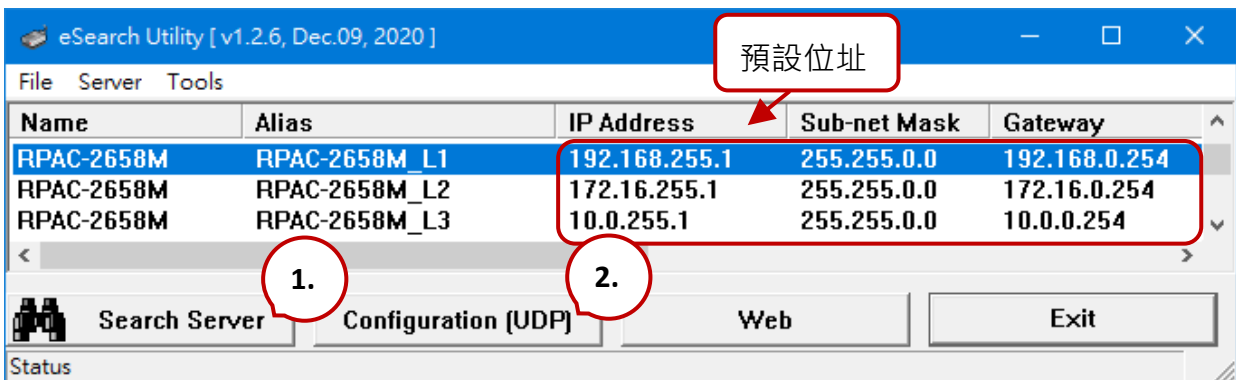 eSearch Utility [ v1.2.6, Dec.09, 2020 ]
預設位址
File Server Tools
Name Alias IP Address Sub-net Mask Gateway
RPAC-2658M RPAC-2658M_L1 192.168.255.1 255.255.0.0 192.168.0.254
RPAC-2658M RPAC-2658M_L2 172.16.255.1 255.255.0.0 172.16.0.254
RPAC-2658M RPAC-2658M_L3 10.0.255.1 255.255.0.0 10.0.0.254
1. 2.
Search Server Configuration (UDP) Web Exit
Status